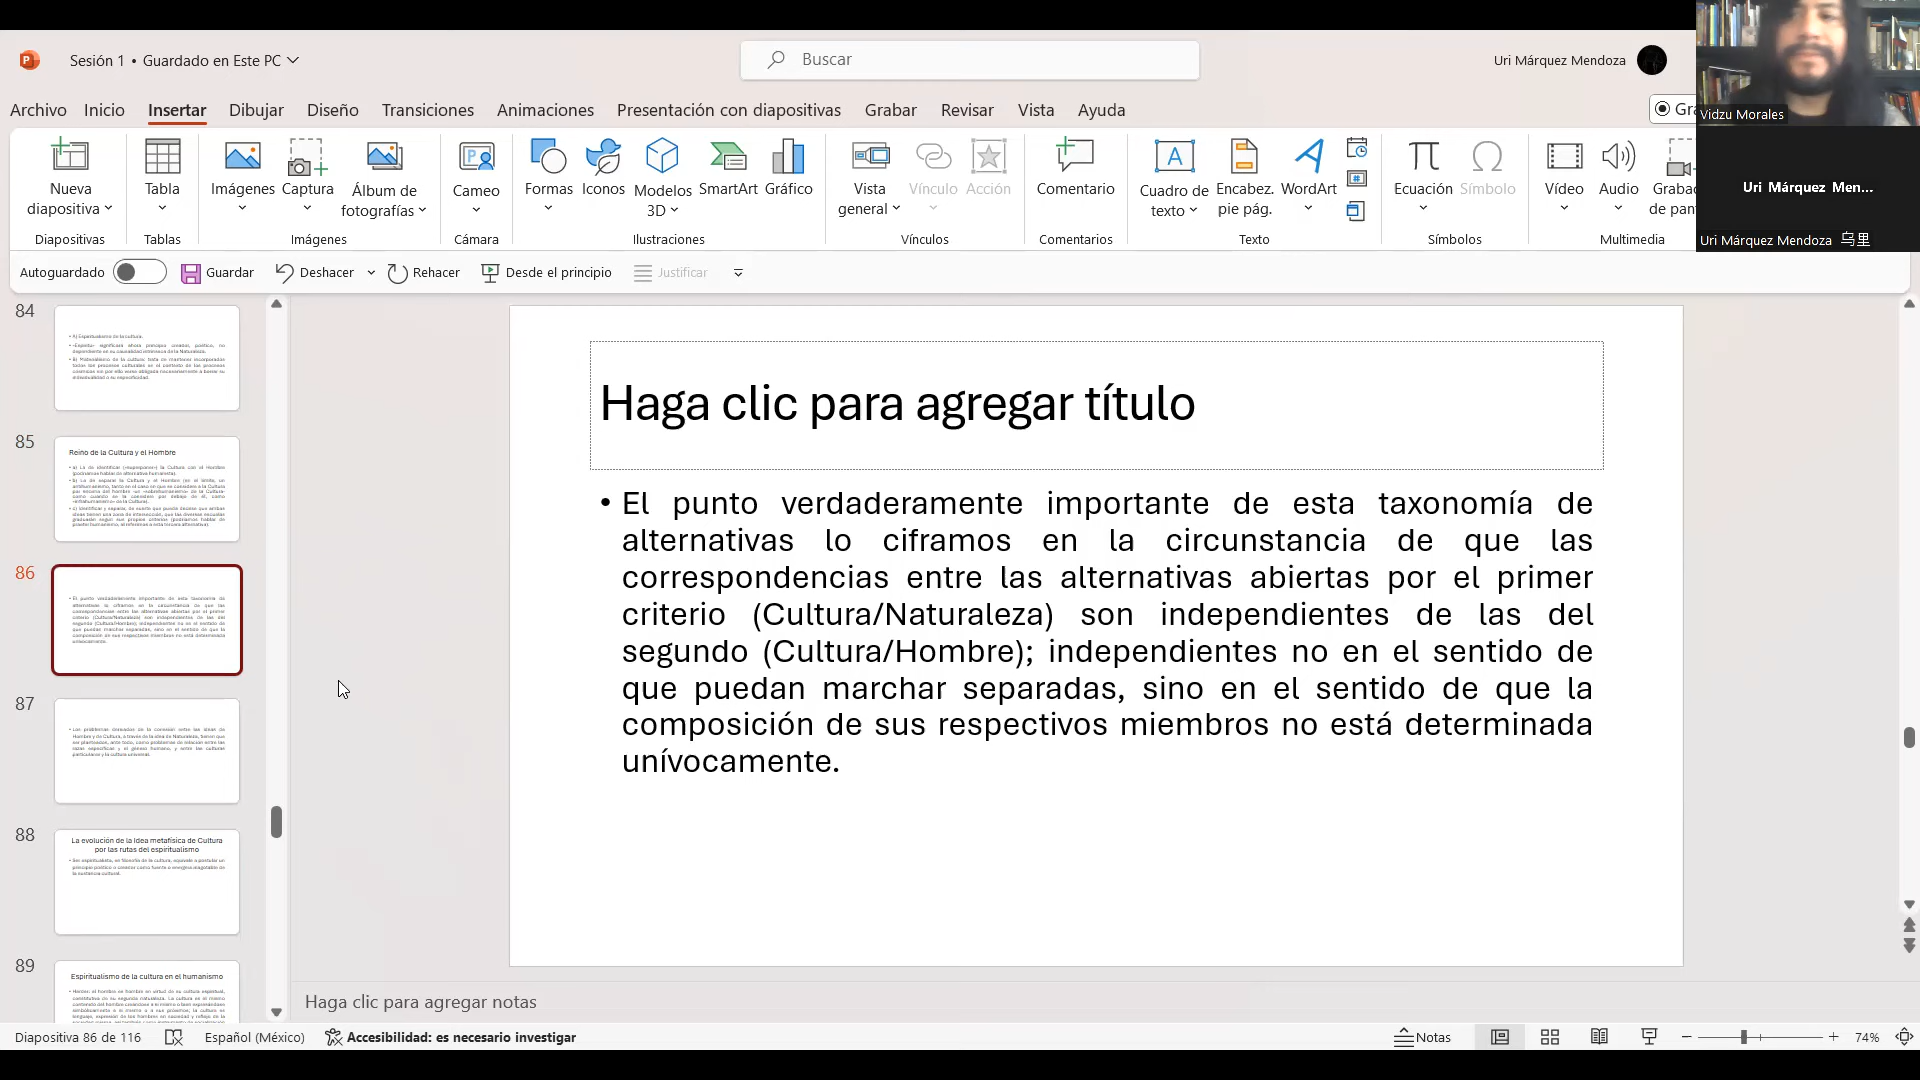 Sesión 1 • Guardado en Este PC
Buscar
Uri Márquez Mendoza
Archivo Inicio Insertar Dibujar Diseño Transiciones Animaciones Presentación con diapositivas Grabar Revisar Vista Ayuda
Vidzu Morales
Uri Márquez Men...
Uri Márquez Mendoza 乌里
Nueva diapositiva
Tabla
Imágenes
Captura
Álbum de fotografías
Cameo
Formas
Iconos
Modelos 3D
SmartArt
Gráfico
Vista general
Vínculo
Acción
Comentario
Cuadro de texto
Encabez. pie pág.
WordArt
Ecuación
Símbolo
Vídeo
Audio
Diapositivas Tablas Imágenes Cámara Ilustraciones Vínculos Comentarios Texto Símbolos Multimedia
Autoguardado Guardar Deshacer Rehacer Desde el principio Justificar
84
85
Reino de la Cultura y el Hombre
86
87
88
La evolución de la Idea metafísica de Cultura
por las rutas del espiritualismo
89
Espiritualismo de la cultura en el humanismo
Haga clic para agregar título
• El punto verdaderamente importante de esta taxonomía de
alternativas lo ciframos en la circunstancia de que las
correspondencias entre las alternativas abiertas por el primer
criterio (Cultura/Naturaleza) son independientes de las del
segundo (Cultura/Hombre); independientes no en el sentido de
que puedan marchar separadas, sino en el sentido de que la
composición de sus respectivos miembros no está determinada
unívocamente.
Haga clic para agregar notas
Diapositiva 86 de 116 Español (México) Accesibilidad: es necesario investigar Notas 74%